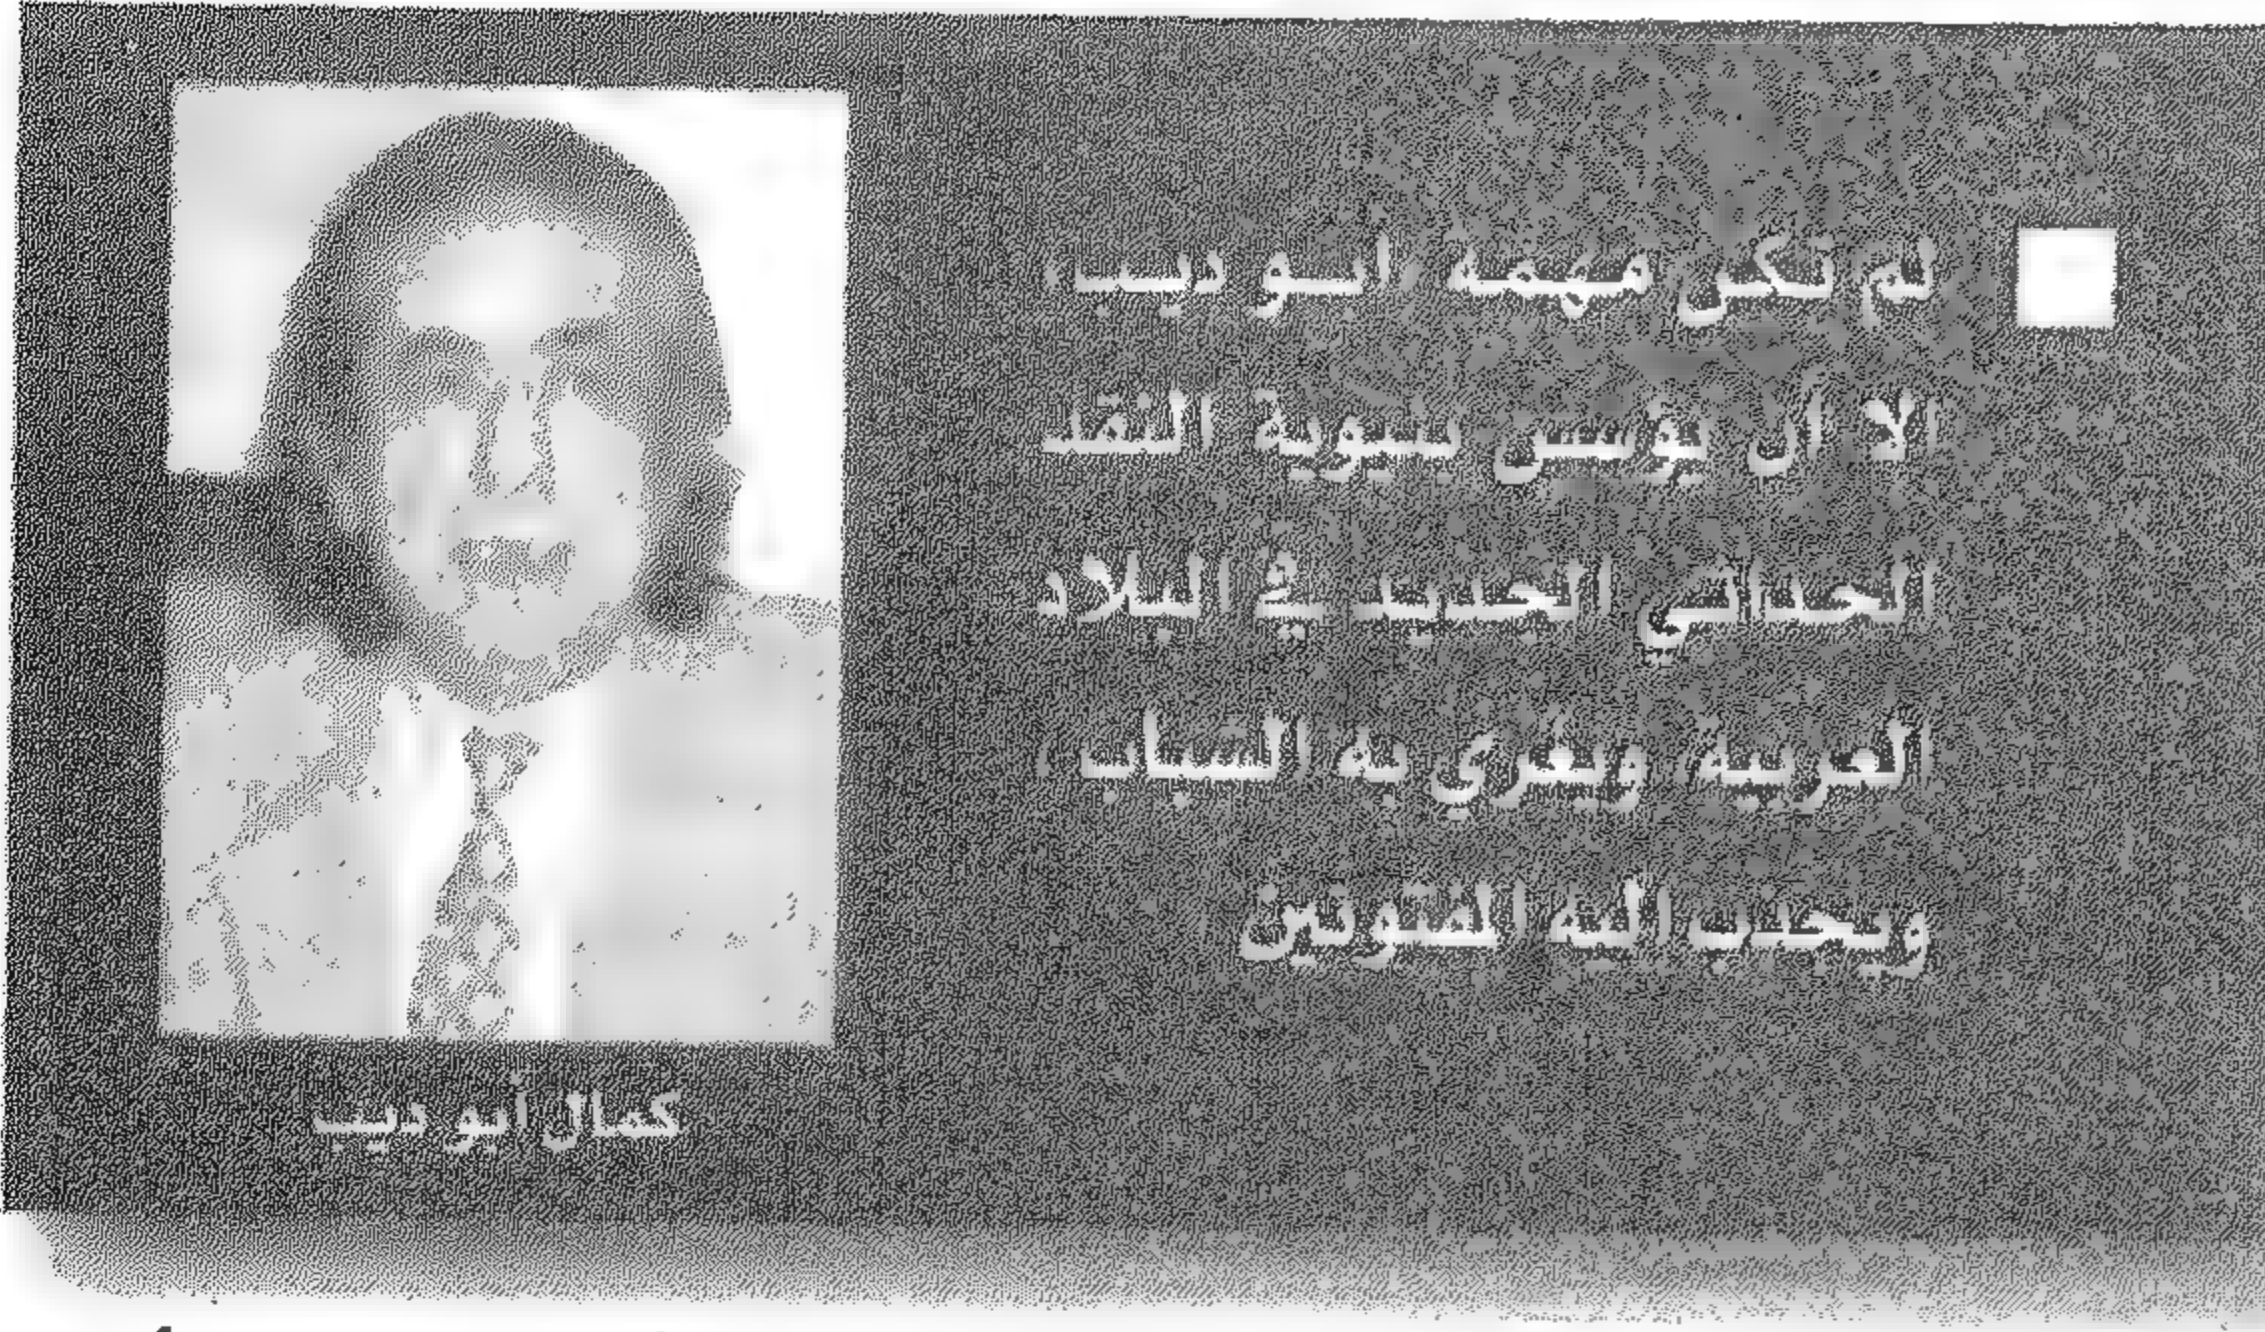 لم تكن مهمة (أبو ديب)
إلا أن يؤسس بنيوية النقد
الحداثي الجديد في البلاد
العربية ويغري به الشباب،
ويجذب إليه المفتونين
كمال أبو ديب